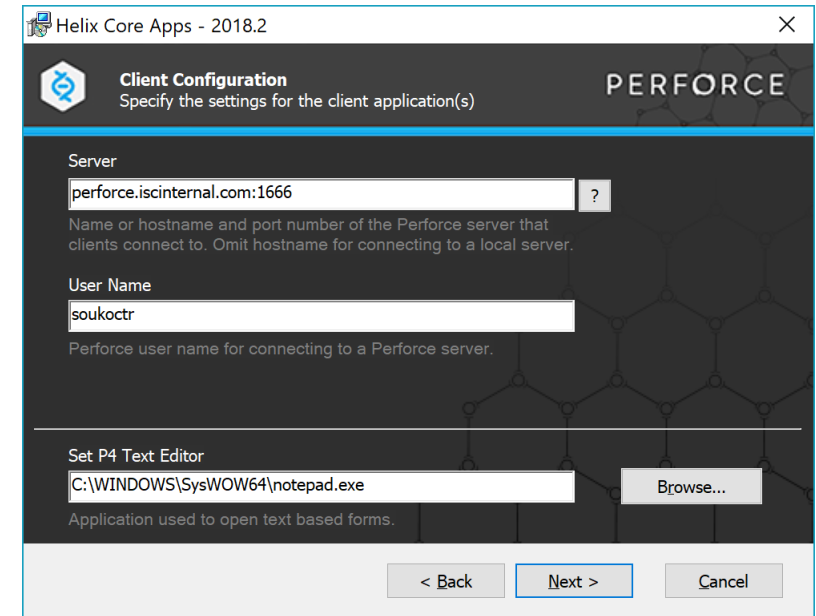 Helix Core Apps - 2018.2
Client Configuration
Specify the settings for the client application(s)
PERFORCE
Server
perforce.iscinternal.com:1666
?
Name or hostname and port number of the Perforce server that
clients connect to. Omit hostname for connecting to a local server.
User Name
soukoctr
Perforce user name for connecting to a Perforce server.
Set P4 Text Editor
C:\WINDOWS\SysWOW64\notepad.exe
Browse...
Application used to open text based forms.
< Back
Next >
Cancel